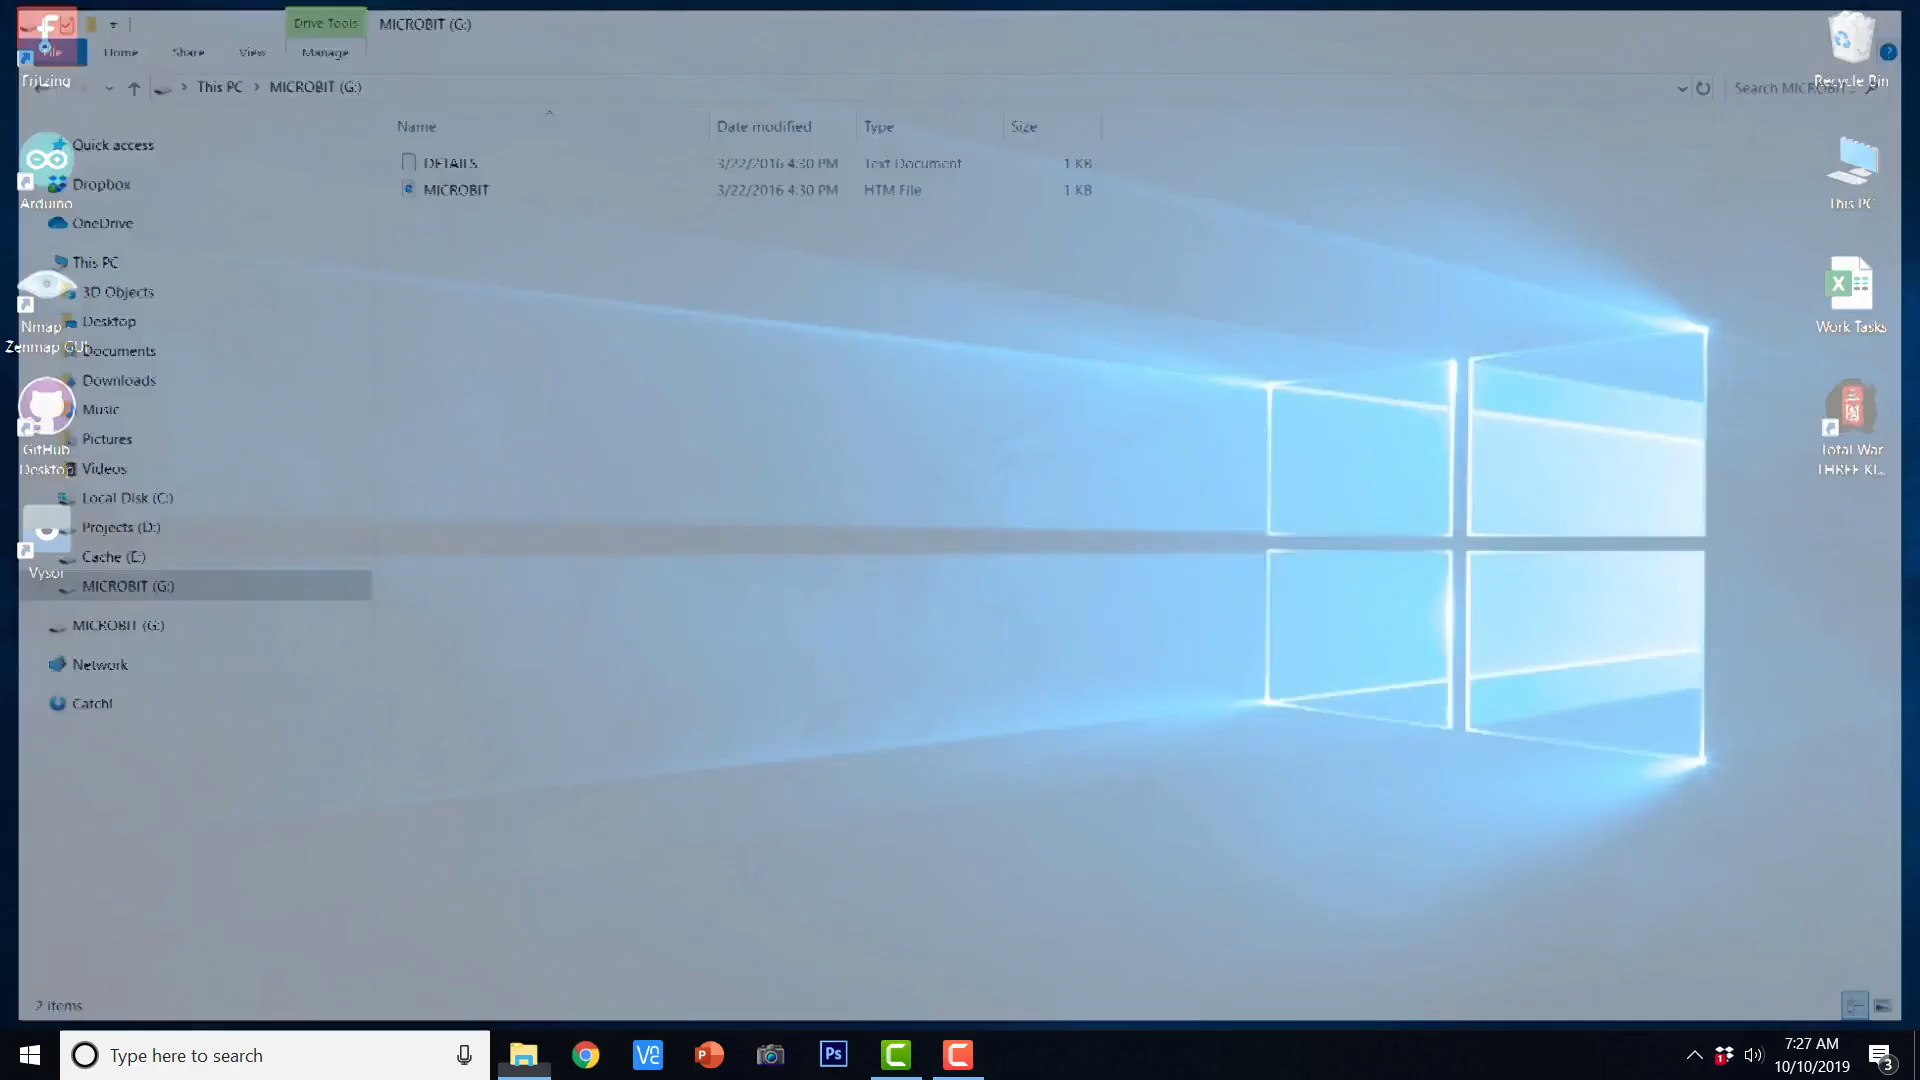 Drive Tools
MICROBIT (G:)
File
Home
Share
View
Manage
This PC
MICROBIT (G:)
Name
Date modified
Type
Size
DETAILS
3/22/2016 4:30 PM
Text Document
1 KB
MICROBIT
3/22/2016 4:30 PM
HTM File
1 KB
Quick access
Dropbox
OneDrive
This PC
3D Objects
Desktop
Documents
Downloads
Music
Pictures
Videos
Local Disk (C:)
Projects (D:)
Cache (E:)
MICROBIT (G:)
MICROBIT (G:)
Network
Catch!
2 items
Fritzing
Arduino
Nmap
Zenmap GUI
GitHub
Desktop
Vysor
Recycle Bin
This PC
Work Tasks
Total War
THREE KI...
Type here to search
Ps
7:27 AM
10/10/2019
3